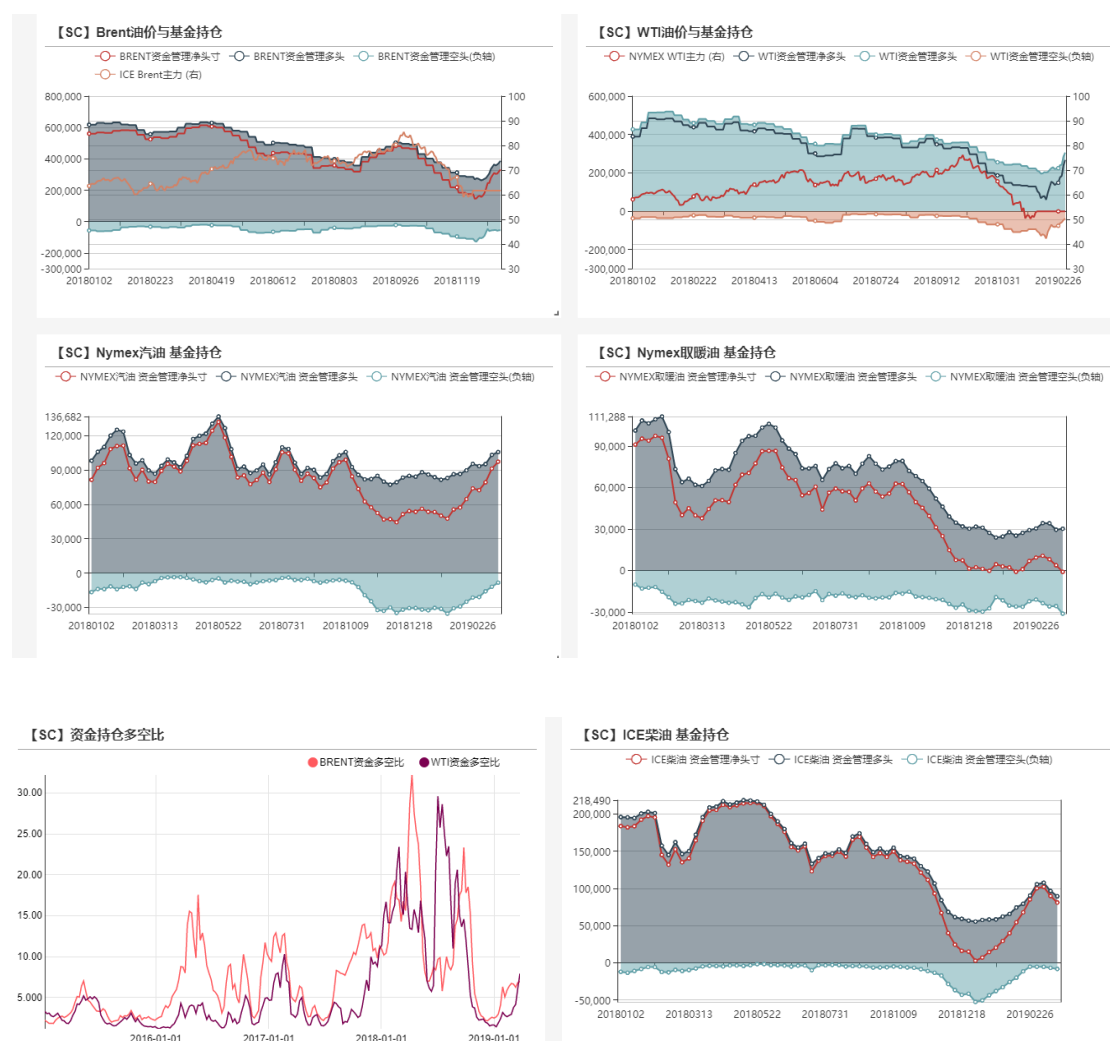 【SC】Brent油价与基金持仓
BRENT资金管理净头寸 BRENT资金管理多头 BRENT资金管理空头(负轴)
ICE Brent主力 (右)
800,000 100
90
600,000
80
400,000
70
200,000
60
0 50
40
-200,000
-300,000 30
20180102 20180223 20180419 20180612 20180803 20180926 20181119
【SC】WTI油价与基金持仓
NYMEX WTI主力 (右) WTI资金管理净多头 WTI资金管理多头 WTI资金管理空头(负轴)
600,000 100
90
400,000
80
70
200,000
60
0
50
40
-200,000
-300,000 30
20180102 20180222 20180413 20180604 20180724 20180912 20181031 20190226
【SC】Nymex汽油 基金持仓
NYMEX汽油 资金管理净头寸 NYMEX汽油 资金管理多头 NYMEX汽油 资金管理空头(负轴)
136,682
120,000
90,000
60,000
30,000
0
-30,000
20180102 20180313 20180522 20180731 20181009 20181218 20190226
【SC】Nymex取暖油 基金持仓
NYMEX取暖油 资金管理净头寸 NYMEX取暖油 资金管理多头 NYMEX取暖油 资金管理空头(负轴)
111,288
90,000
60,000
30,000
0
-30,000
20180102 20180313 20180522 20180731 20181009 20181218 20190226
【SC】资金持仓多空比
BRENT资金多空比 WTI资金多空比
30.00
25.00
20.00
15.00
10.00
5.000
2016-01-01 2017-01-01 2018-01-01 2019-01-01
【SC】ICE柴油 基金持仓
ICE柴油 资金管理净头寸 ICE柴油 资金管理多头 ICE柴油 资金管理空头(负轴)
218,490
200,000
150,000
100,000
50,000
0
-50,000
20180102 20180313 20180522 20180731 20181009 20181218 20190226